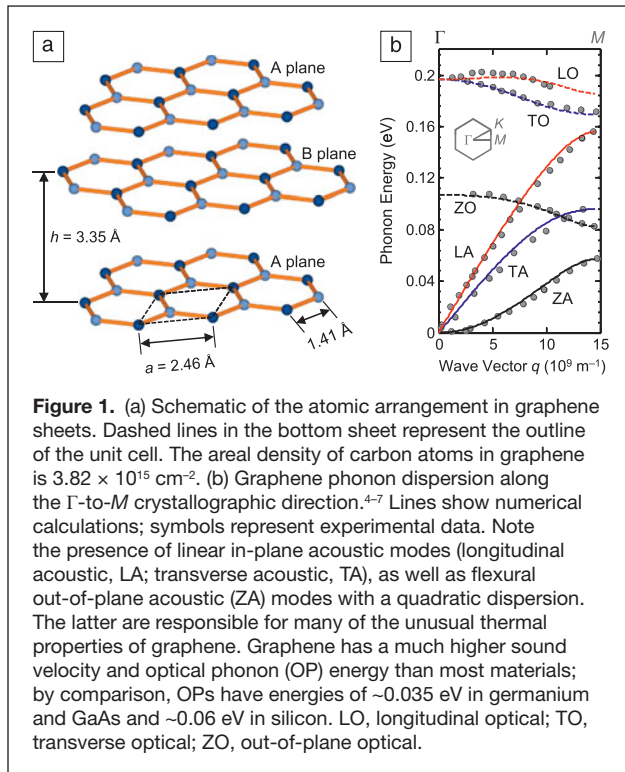 a
A plane
B plane
h = 3.35 Å
A plane
1.41 Å
a = 2.46 Å
b
Γ
M
0.2
0.16
0.12
0.08
0.04
0
Phonon Energy (eV)
LO
TO
K
Γ
M
ZO
LA
TA
ZA
0 5 10 15
Wave Vector q (10⁹ m⁻¹)
Figure 1. (a) Schematic of the atomic arrangement in graphene
sheets. Dashed lines in the bottom sheet represent the outline
of the unit cell. The areal density of carbon atoms in graphene
is 3.82 × 10¹⁵ cm⁻². (b) Graphene phonon dispersion along
the Γ-to-M crystallographic direction.⁴⁻⁷ Lines show numerical
calculations; symbols represent experimental data. Note
the presence of linear in-plane acoustic modes (longitudinal
acoustic, LA; transverse acoustic, TA), as well as flexural
out-of-plane acoustic (ZA) modes with a quadratic dispersion.
The latter are responsible for many of the unusual thermal
properties of graphene. Graphene has a much higher sound
velocity and optical phonon (OP) energy than most materials;
by comparison, OPs have energies of ~0.035 eV in germanium
and GaAs and ~0.06 eV in silicon. LO, longitudinal optical; TO,
transverse optical; ZO, out-of-plane optical.